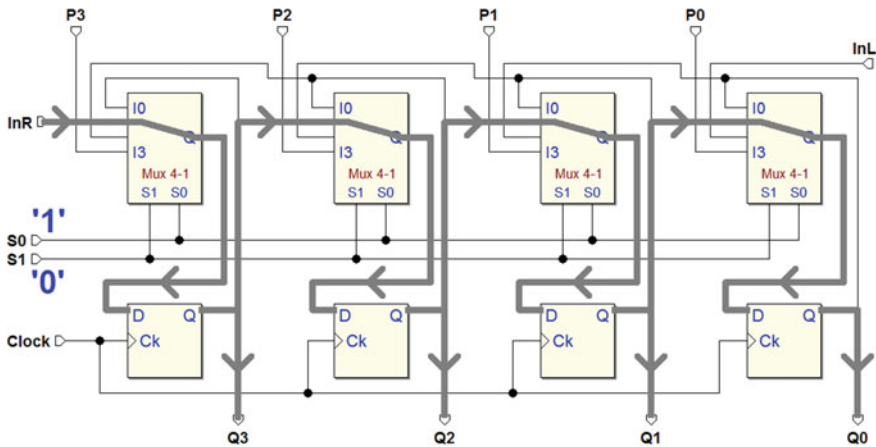 P3 P2 P1 P0
InL
I0 I0 I0 I0
InR Q Q Q Q
I3 I3 I3 I3
Mux 4-1 Mux 4-1 Mux 4-1 Mux 4-1
S1 S0 S1 S0 S1 S0 S1 S0
'1'
S0
S1
'0'
D Q D Q D Q D Q
Clock Ck Ck Ck Ck
Q3 Q2 Q1 Q0